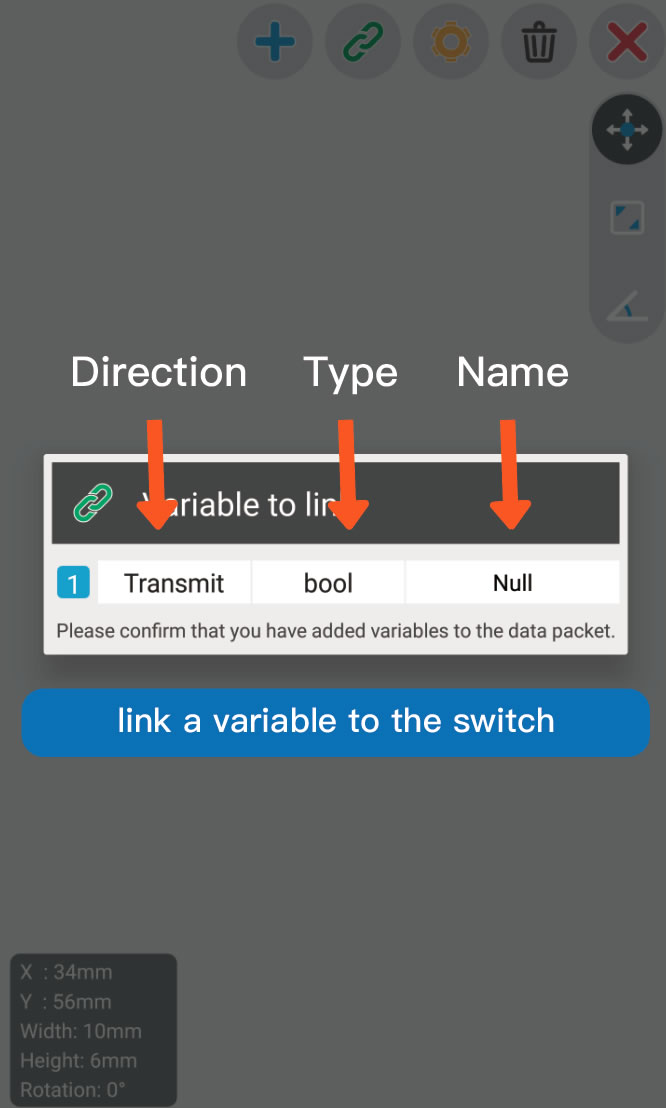 Direction Type Name
Variable to link
1 Transmit bool Null
Please confirm that you have added variables to the data packet.
link a variable to the switch
X : 34mm
Y : 56mm
Width: 10mm
Height: 6mm
Rotation: 0°